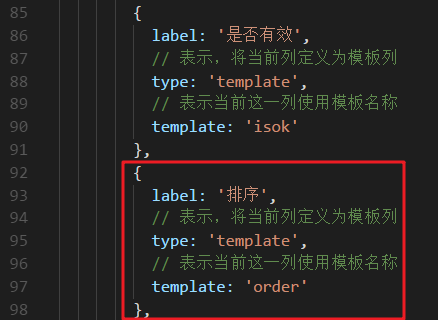 85 {
86 label: '是否有效',
87 // 表示，将当前列定义为模板列
88 type: 'template',
89 // 表示当前这一列使用模板名称
90 template: 'isok'
91 },
92 {
93 label: '排序',
94 // 表示，将当前列定义为模板列
95 type: 'template',
96 // 表示当前这一列使用模板名称
97 template: 'order'
98 },